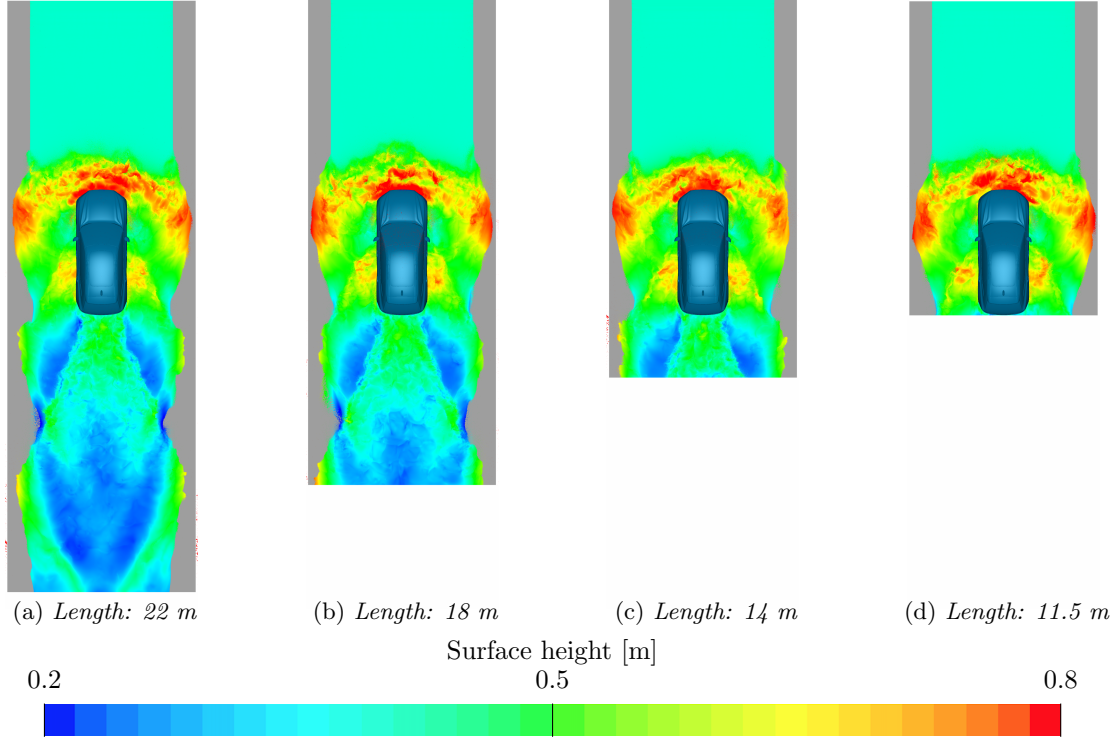 (a) Length: 22 m
(b) Length: 18 m
(c) Length: 14 m
(d) Length: 11.5 m
Surface height [m]
0.2 0.5 0.8